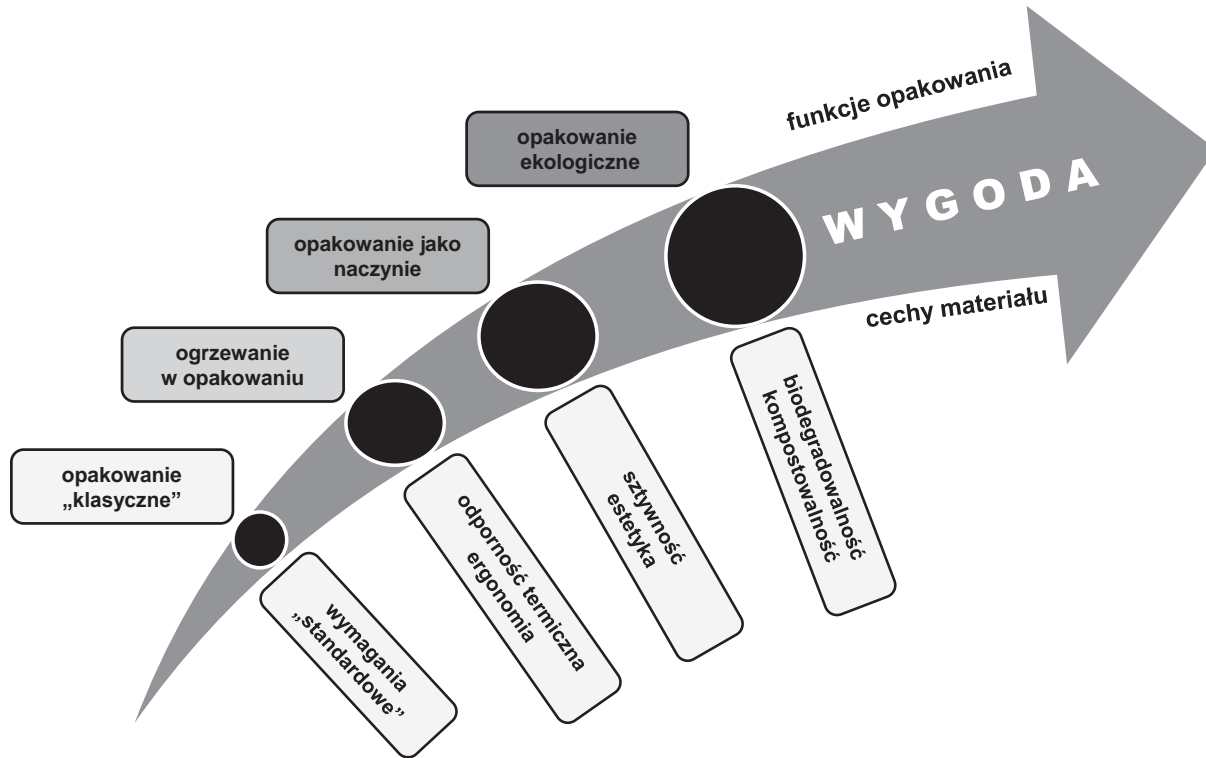 funkcje opakowania
opakowanie
ekologiczne
WYGODA
opakowanie jako
naczynie
cechy materiału
ogrzewanie
w opakowaniu
opakowanie
„klasyczne”
biodegradowalność
kompostowalność
sztywność
estetyka
odporność termiczna
ergonomia
wymagania
„standardowe”